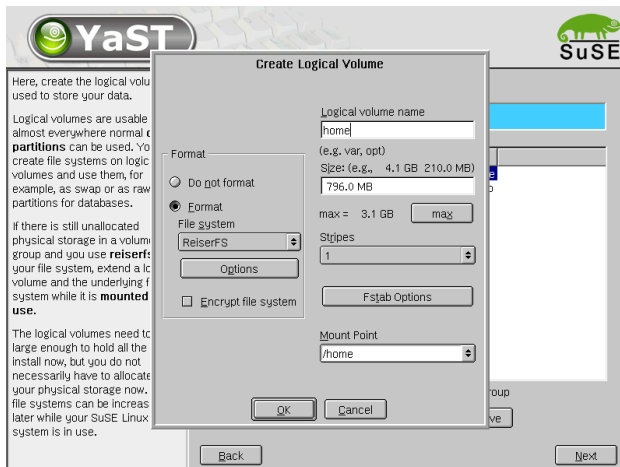 YaST
SuSE
Here, create the logical volu
used to store your data.
Logical volumes are usable
almost everywhere normal
partitions can be used. Yo
create file systems on logic
volumes and use them, for
example, as swap or as raw
partitions for databases.
If there is still unallocated
physical storage in a volum
group and you use reiserfs
your file system, extend a lo
volume and the underlying f
system while it is mounted
use.
The logical volumes need to
large enough to hold all the
install now, but you do not
necessarily have to allocate
your physical storage now.
file systems can be increas
later while your SuSE Linux
system is in use.
Create Logical Volume
Format
Do not format
Format
File system
ReiserFS
Options
Encrypt file system
Logical volume name
home
(e.g. var, opt)
Size: (e.g., 4.1 GB 210.0 MB)
796.0 MB
max = 3.1 GB max
Stripes
1
Fstab Options
Mount Point
/home
OK Cancel
e
roup
ve
Back Next